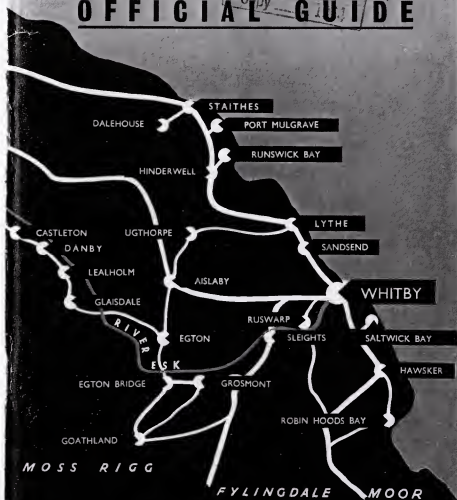 OFFICIAL GUIDE
STAITHES
DALEHOUSE
PORT MULGRAVE
RUNSWICK BAY
HINDERWELL
LYTHE
CASTLETON
UGTHORPE
DANBY
SANDSEND
LEALHOLM
AISLABY
WHITBY
GLAISDALE
RUSWARP
RIVER ESK
EGTON
SLEIGHTS
SALTWICK BAY
HAWSKER
EGTON BRIDGE
GROSMONT
ROBIN HOODS BAY
GOATHLAND
MOSS RIGG
FYLINGDALE MOOR